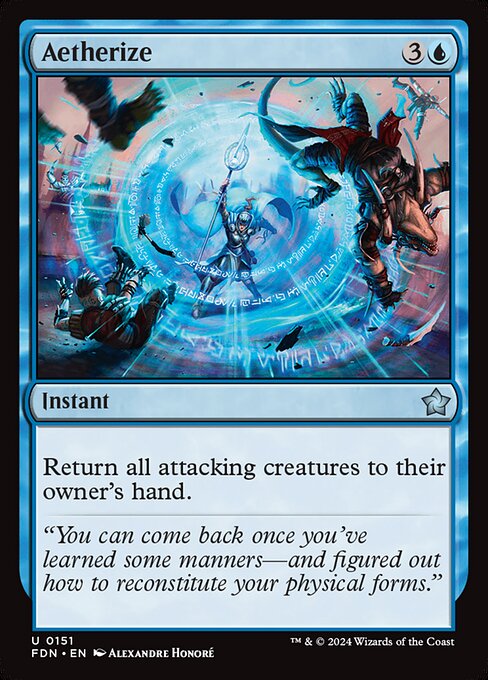 Aetherize 3
Instant
Return all attacking creatures to their
owner's hand.
“You can come back once you've
learned some manners—and figured out
how to reconstitute your physical forms.”
U 0151
FDN • EN Alexandre Honoré
™ & © 2024 Wizards of the Coast